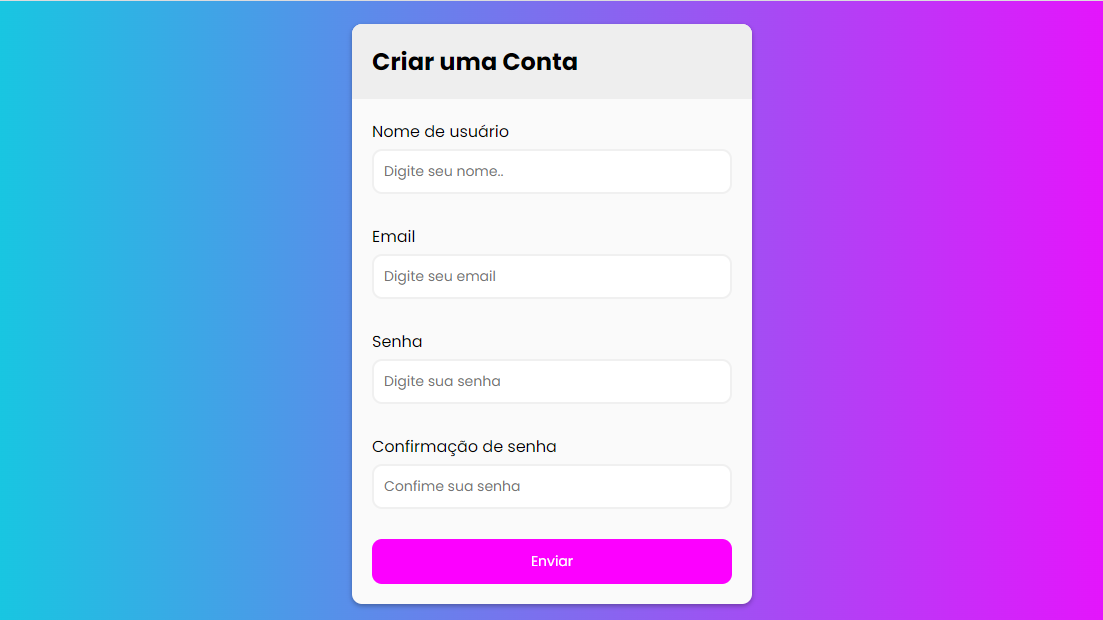 Criar uma Conta
Nome de usuário
Digite seu nome..
Email
Digite seu email
Senha
Digite sua senha
Confirmação de senha
Confime sua senha
Enviar